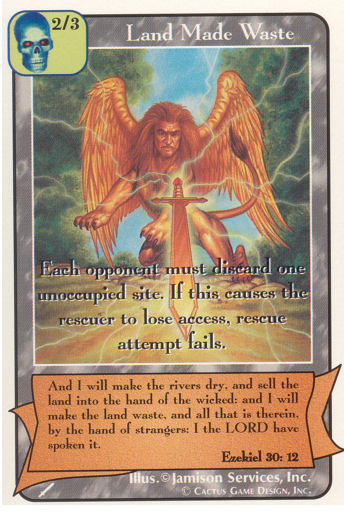 2/3
Land Made Waste
Each opponent must discard one
unoccupied site. If this causes the
rescuer to lose access, rescue
attempt fails.
And I will make the rivers dry, and sell the
land into the hand of the wicked: and I will
make the land waste, and all that is therein,
by the hand of strangers: I the LORD have
spoken it.
Ezekiel 30: 12
Illus.©Jamison Services, Inc.
© Cactus Game Design, Inc.